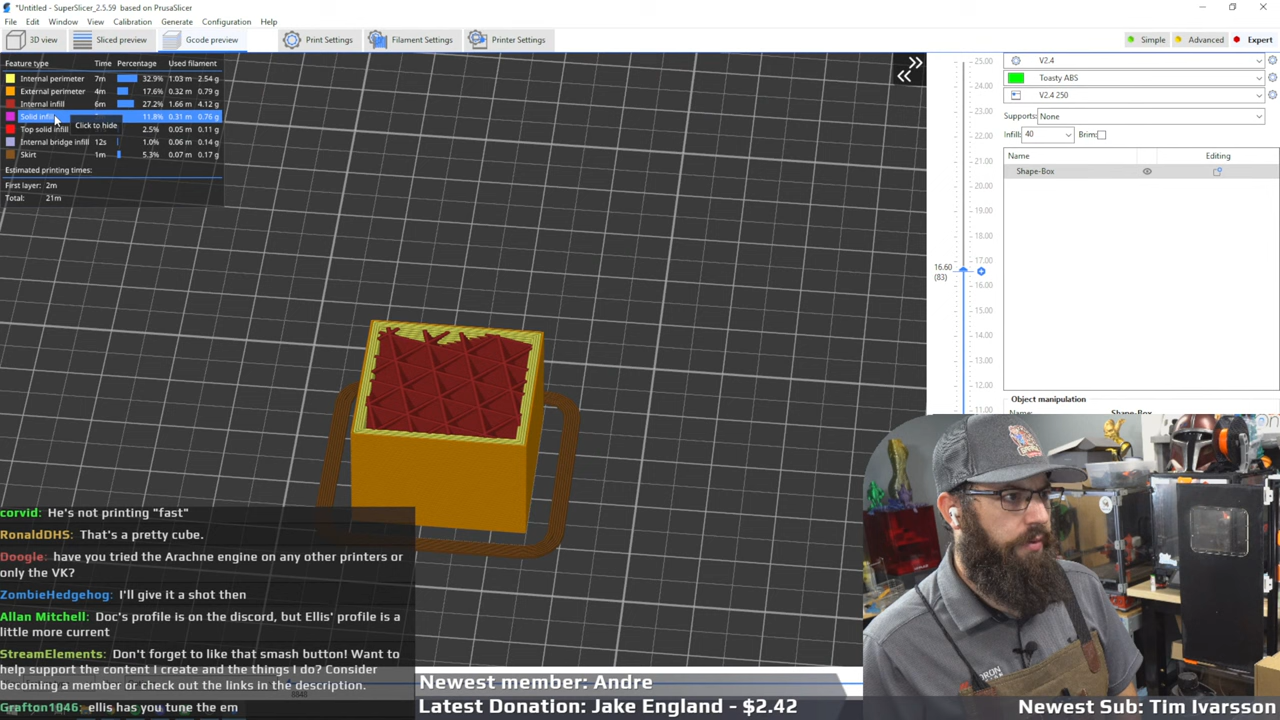 *Untitled - SuperSlicer_2.5.59 based on PrusaSlicer
File Edit Window View Calibration Generate Configuration Help
3D view Sliced preview Gcode preview Print Settings Filament Settings Printer Settings Simple Advanced Expert
Feature type Time Percentage Used filament
Internal perimeter 7m 32.9% 1.03 m 2.54 g
External perimeter 4m 17.6% 0.32 m 0.79 g
Internal infill 6m 27.2% 1.66 m 4.12 g
Solid infill 11.8% 0.31 m 0.76 g
Click to hide
Top solid infill 2.5% 0.05 m 0.11 g
Internal bridge infill 12s 1.0% 0.06 m 0.14 g
Skirt 1m 5.3% 0.07 m 0.17 g
Estimated printing times:
First layer: 2m
Total: 21m
25.00
24.00
23.00
22.00
21.00
20.00
19.00
18.00
17.00
16.60
(83)
16.00
15.00
14.00
13.00
12.00
11.00
V2.4
Toasty ABS
V2.4 250
Supports: None
Infill: 40 Brim:
Name Editing
Shape-Box
Object manipulation
Name: Shape-Box
corvid: He's not printing "fast"
RonaldDHS: That's a pretty cube.
Doogle: have you tried the Arachne engine on any other printers or
only the VK?
ZombieHedgehog: I'll give it a shot then
Allan Mitchell: Doc's profile is on the discord, but Ellis' profile is a
little more current
StreamElements: Don't forget to like that smash button! Want to
help support the content I create and the things I do? Consider
becoming a member or check out the links in the description.
Grafton1046: ellis has you tune the em
Newest member: Andre
Latest Donation: Jake England - $2.42
Newest Sub: Tim Ivarsson